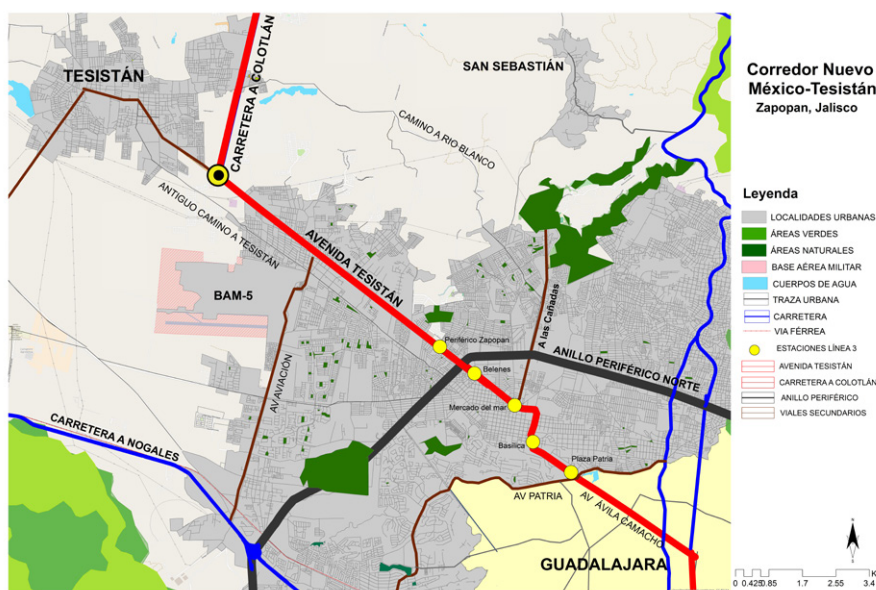 TESISTÁN
CARRETERA A COLOTLÁN
SAN SEBASTIÁN
CAMINO A RIO BLANCO
ANTIGUO CAMINO A TESISTÁN
AVENIDA TESISTÁN
BAM-5
A las Cañadas
Periférico Zapopan
ANILLO PERIFÉRICO NORTE
Belenes
AV AVIACIÓN
Mercado del mar
CARRETERA A NOGALES
Basílica
Plaza Patria
AV PATRIA
AV ÁVILA CAMACHO
GUADALAJARA
Corredor Nuevo
México-Tesistán
Zapopan, Jalisco
Leyenda
LOCALIDADES URBANAS
ÁREAS VERDES
ÁREAS NATURALES
BASE AÉREA MILITAR
CUERPOS DE AGUA
TRAZA URBANA
CARRETERA
VIA FÉRREA
ESTACIONES LÍNEA 3
AVENIDA TESISTÁN
CARRETERA A COLOTLÁN
ANILLO PERIFÉRICO
VIALES SECUNDARIOS
K
0 0.425 0.85 1.7 2.55 3.4